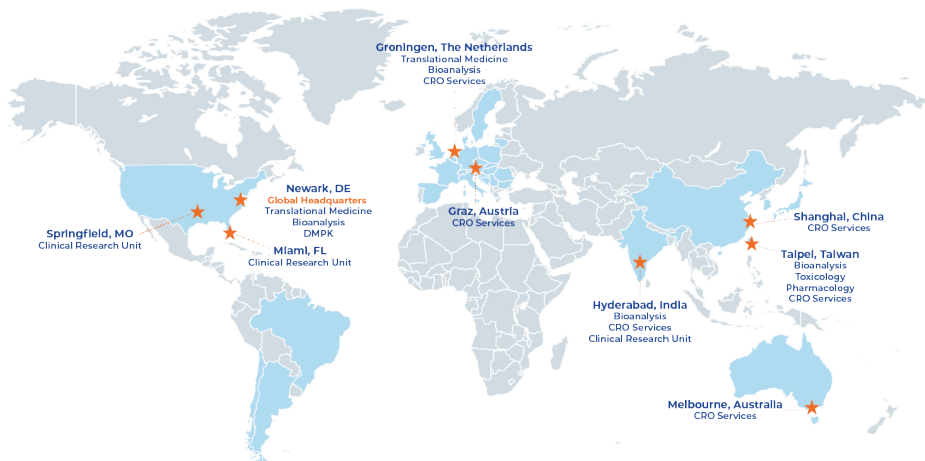 Groningen, The Netherlands
Translational Medicine
Bioanalysis
CRO Services
Newark, DE
Global Headquarters
Translational Medicine
Bioanalysis
DMPK
Springfield, MO
Clinical Research Unit
Miami, FL
Clinical Research Unit
Graz, Austria
CRO Services
Shanghai, China
CRO Services
Taipei, Taiwan
Bioanalysis
Toxicology
Pharmacology
CRO Services
Hyderabad, India
Bioanalysis
CRO Services
Clinical Research Unit
Melbourne, Australia
CRO Services